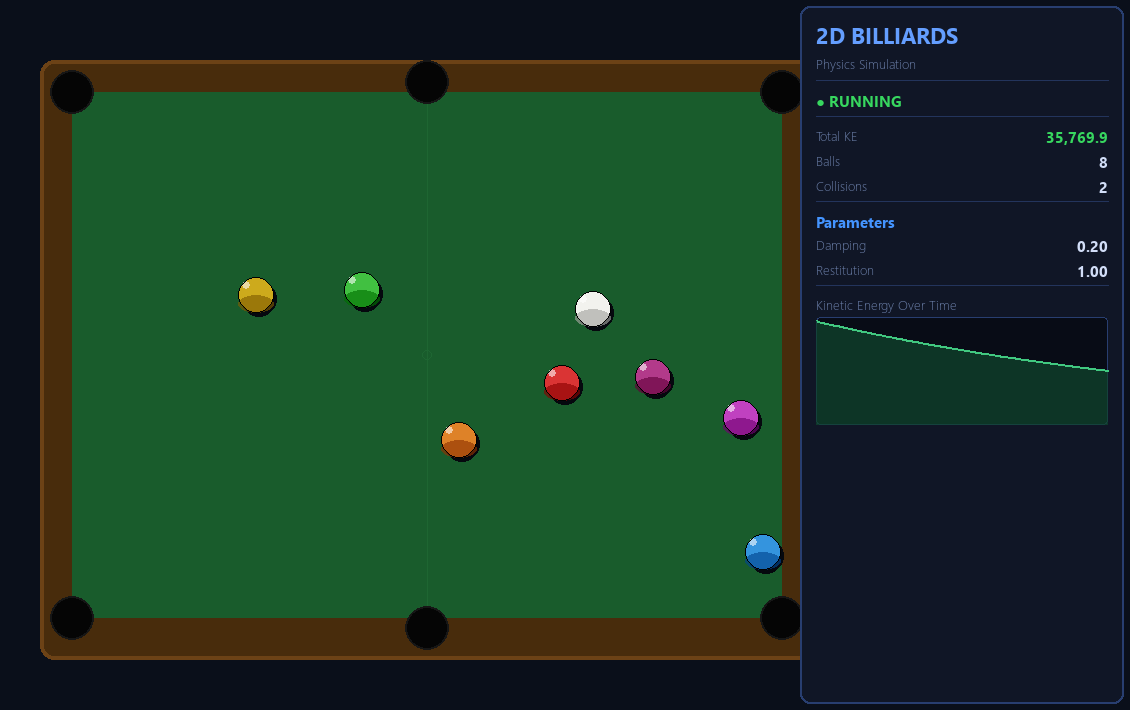 2D BILLIARDS
Physics Simulation
● RUNNING
Total KE 35,769.9
Balls 8
Collisions 2
Parameters
Damping 0.20
Restitution 1.00
Kinetic Energy Over Time